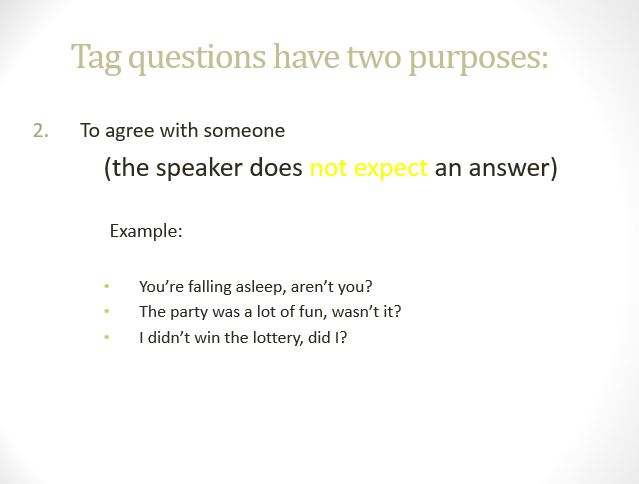 Tag questions have two purposes:
2. To agree with someone
(the speaker does not expect an answer)
Example:
• You’re falling asleep, aren’t you?
• The party was a lot of fun, wasn’t it?
• I didn’t win the lottery, did I?